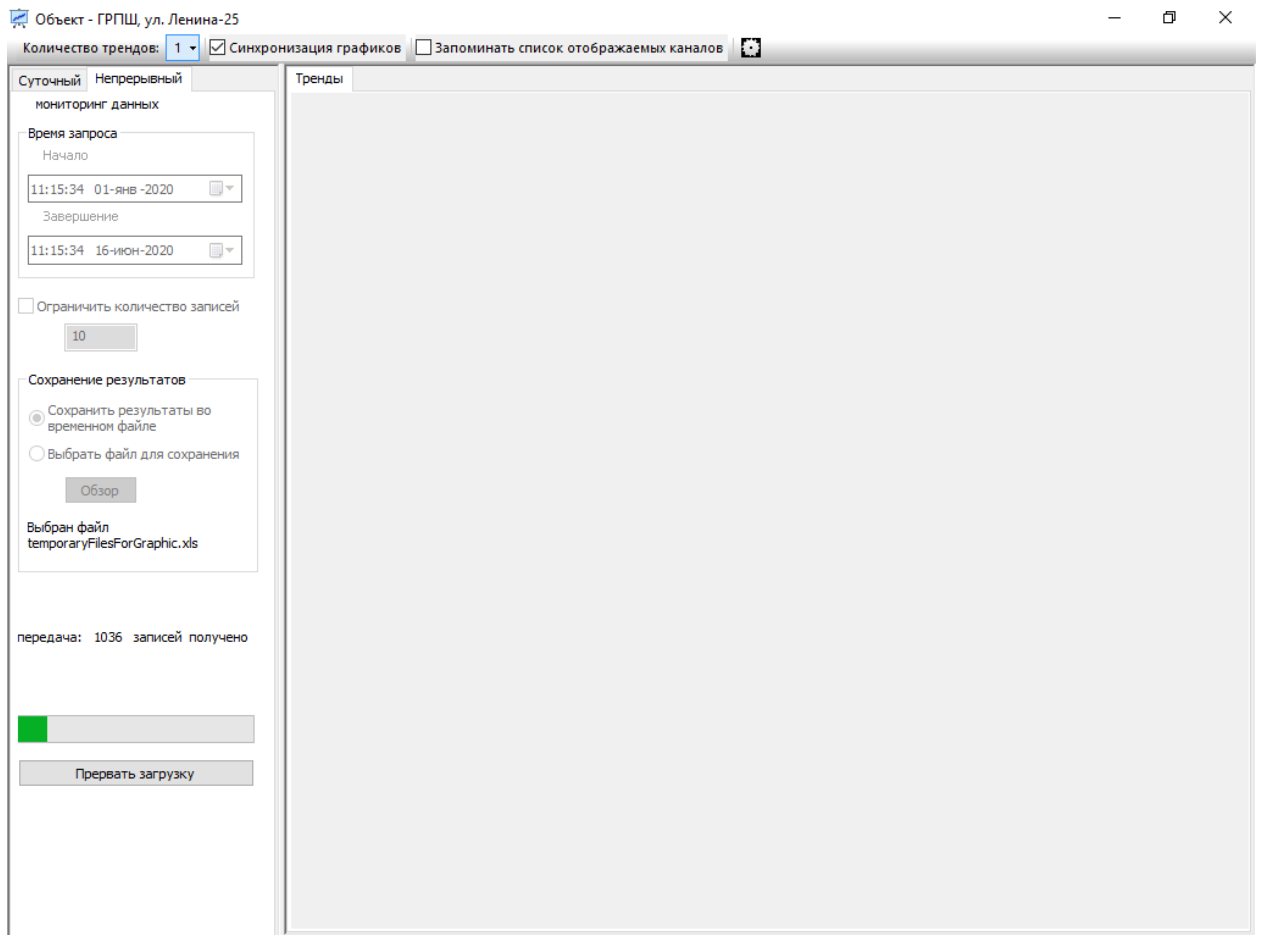 Объект - ГРПШ, ул. Ленина-25
Количество трендов: 1 Синхронизация графиков Запоминать список отображаемых каналов
Суточный Непрерывный
мониторинг данных
Время запроса
Начало
11:15:34 01-янв -2020
Завершение
11:15:34 16-июн-2020
Ограничить количество записей
10
Сохранение результатов
Сохранить результаты во
временном файле
Выбрать файл для сохранения
Обзор
Выбран файл
temporaryFilesForGraphic.xls
передача: 1036 записей получено
Прервать загрузку
Тренды